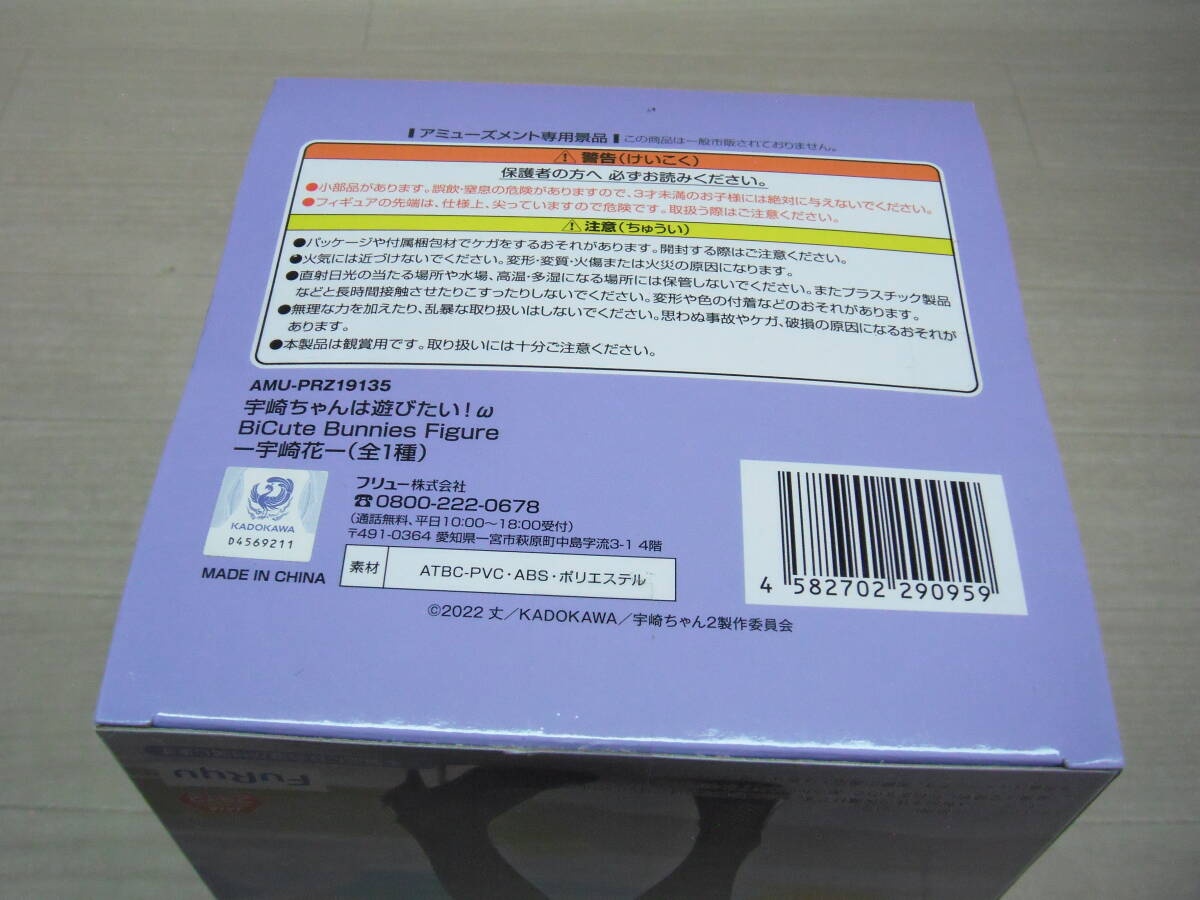 アミューズメント専用景品 この商品は一般市販されておりません。
⚠警告(けいこく)
保護者の方へ 必ずお読みください。
●小部品があります。誤飲・窒息の危険がありますので、3才未満のお子様には絶対に与えないでください。
●フィギュアの先端は、仕様上、尖っていますので危険です。取扱う際はご注意ください。
⚠注意(ちゅうい)
●パッケージや付属梱包材でケガをするおそれがあります。開封する際はご注意ください。
●火気には近づけないでください。変形・変質・火傷または火災の原因になります。
●直射日光の当たる場所や水場、高温・多湿になる場所には保管しないでください。またプラスチック製品
などと長時間接触させたりこすったりしないでください。変形や色の付着などのおそれがあります。
●無理な力を加えたり、乱暴な取り扱いはしないでください。思わぬ事故やケガ、破損の原因になるおそれが
あります。
●本製品は観賞用です。取り扱いには十分ご注意ください。
AMU-PRZ19135
宇崎ちゃんは遊びたい!ω
BiCute Bunnies Figure
ー宇崎花ー(全1種)
KADOKAWA
D4569211
フリュー株式会社
☎0800-222-0678
(通話無料、平日10:00〜18:00受付)
〒491-0364 愛知県一宮市萩原町中島字流3-1 4階
MADE IN CHINA
素材 ATBC-PVC・ABS・ポリエステル
4 582702 290959
©2022 丈/KADOKAWA/宇崎ちゃん2製作委員会
FuRyu